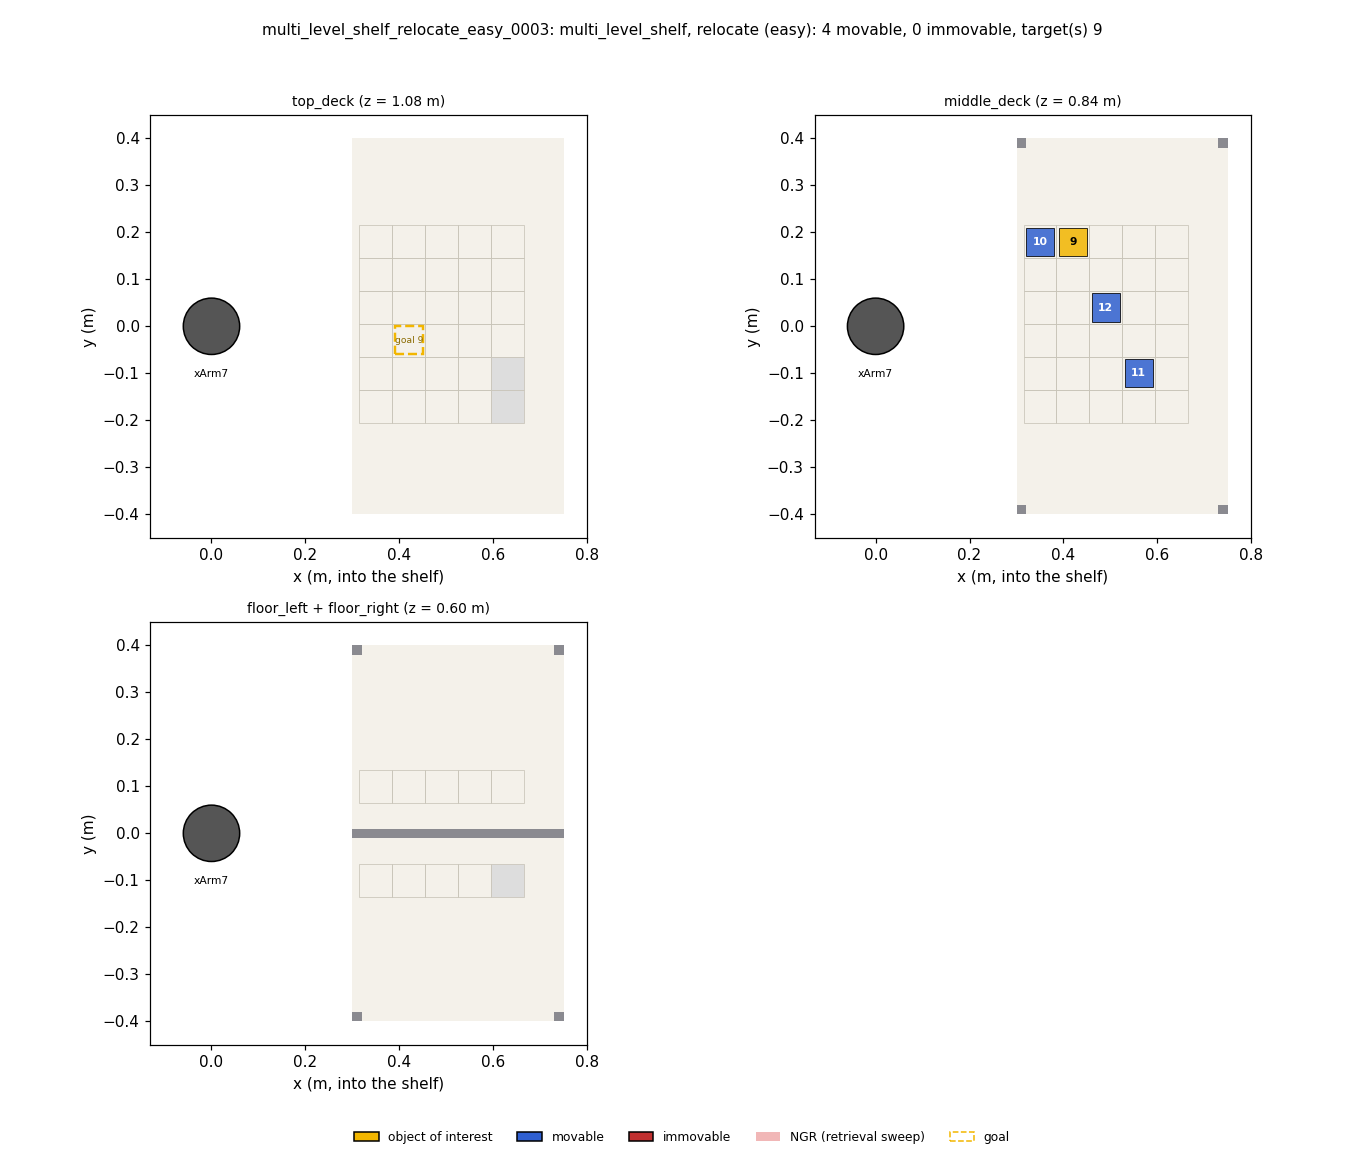 multi_level_shelf_relocate_easy_0003: multi_level_shelf, relocate (easy): 4 movable, 0 immovable, target(s) 9
top_deck (z = 1.08 m)
0.4
0.3
0.2
0.1
0.0
−0.1
−0.2
−0.3
−0.4
y (m)
xArm7
goal 9
0.0
0.2
0.4
0.6
0.8
x (m, into the shelf)
middle_deck (z = 0.84 m)
0.4
0.3
0.2
0.1
0.0
−0.1
−0.2
−0.3
−0.4
y (m)
10
9
12
11
xArm7
0.0
0.2
0.4
0.6
0.8
x (m, into the shelf)
floor_left + floor_right (z = 0.60 m)
0.4
0.3
0.2
0.1
0.0
−0.1
−0.2
−0.3
−0.4
y (m)
xArm7
0.0
0.2
0.4
0.6
0.8
x (m, into the shelf)
object of interest
movable
immovable
NGR (retrieval sweep)
goal